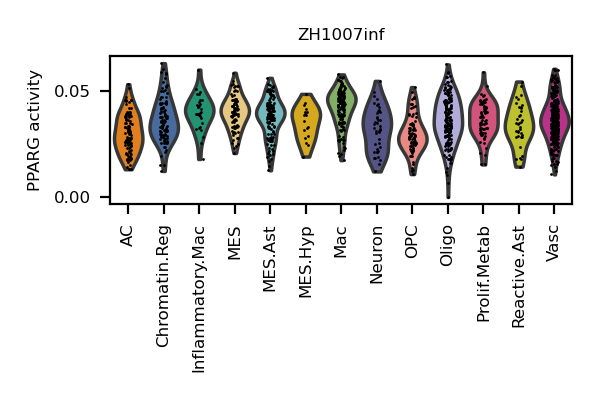 ZH1007inf
PPARG activity
0.05
0.00
AC
Chromatin.Reg
Inflammatory.Mac
MES
MES.Ast
MES.Hyp
Mac
Neuron
OPC
Oligo
Prolif.Metab
Reactive.Ast
Vasc